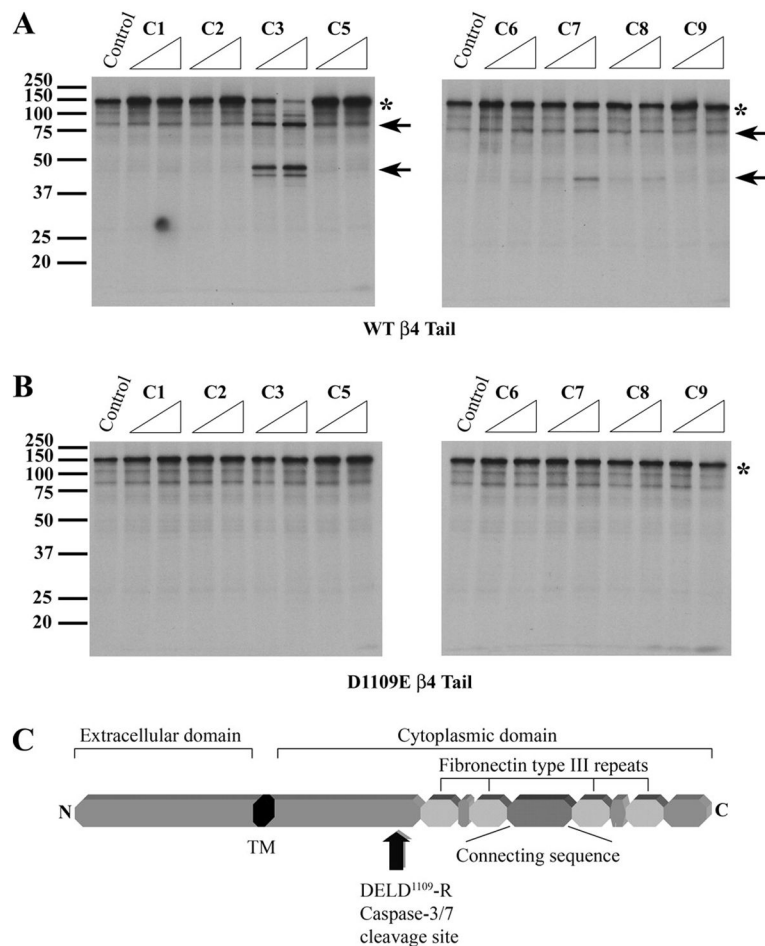 A
Control C1 C2 C3 C5
Control C6 C7 C8 C9
250
150
100
75
50
37
25
20
*
*
WT β4 Tail
B
Control C1 C2 C3 C5
Control C6 C7 C8 C9
250
150
100
75
50
37
25
20
*
D1109E β4 Tail
C
Extracellular domain
Cytoplasmic domain
Fibronectin type III repeats
N
C
TM
Connecting sequence
DELD¹¹⁰⁹-R
Caspase-3/7
cleavage site